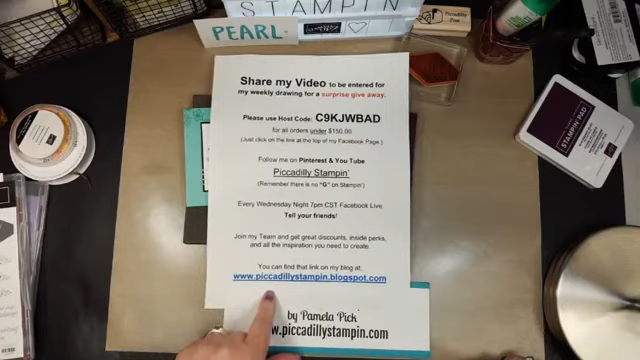 STAMPIN
PEARL-
Piccadilly
Share my Video to be entered for
my weekly drawing for a surprise give away.
Please use Host Code: C9KJWBAD
for all orders under $150.00
(Just click on the link at the top of my Facebook Page.)
Follow me on Pinterest & You Tube
Piccadilly Stampin'
(Remember there is no "G" on Stampin')
Every Wednesday Night 7pm CST Facebook Live.
Tell your friends!
Join my Team and get great discounts, inside perks,
and all the inspiration you need to create.
You can find that link on my blog at:
www.piccadillystampin.blogspot.com
by Pamela Pick
w.piccadillystampin.com
STAMPIN' PAD